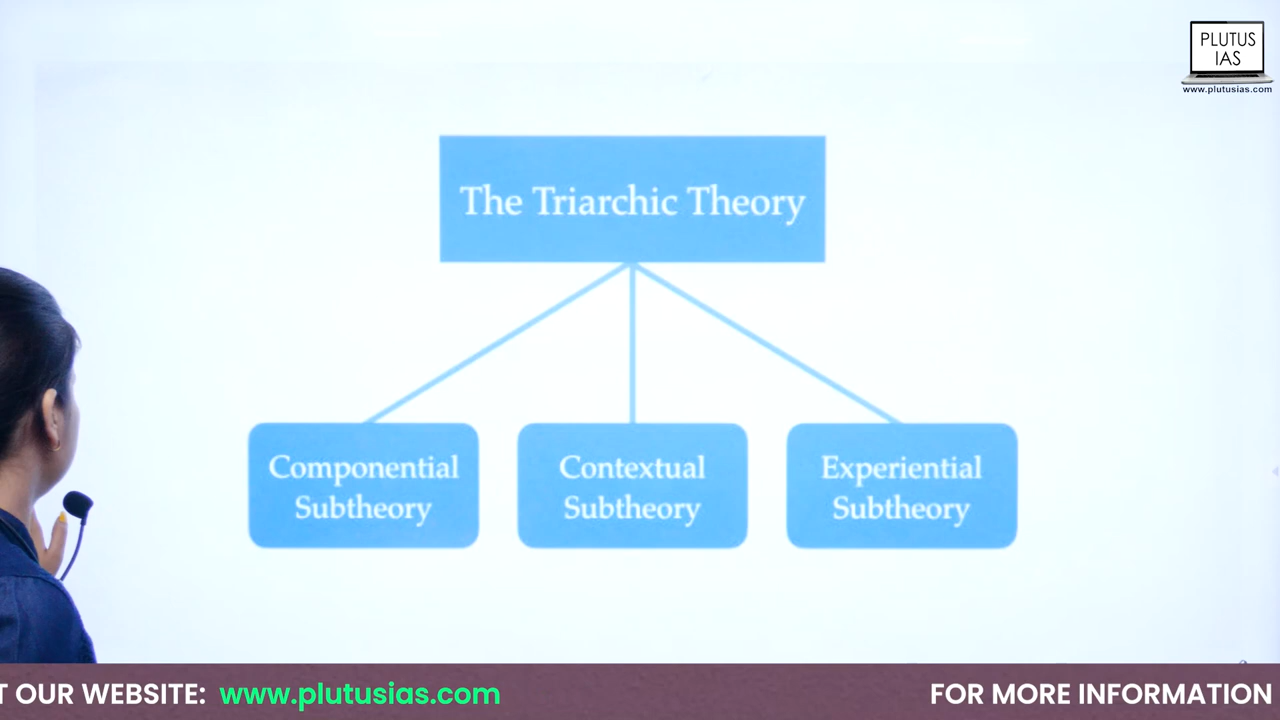 PLUTUS
IAS
www.plutusias.com
The Triarchic Theory
Componential
Subtheory
Contextual
Subtheory
Experiential
Subtheory
T OUR WEBSITE: www.plutusias.com
FOR MORE INFORMATION